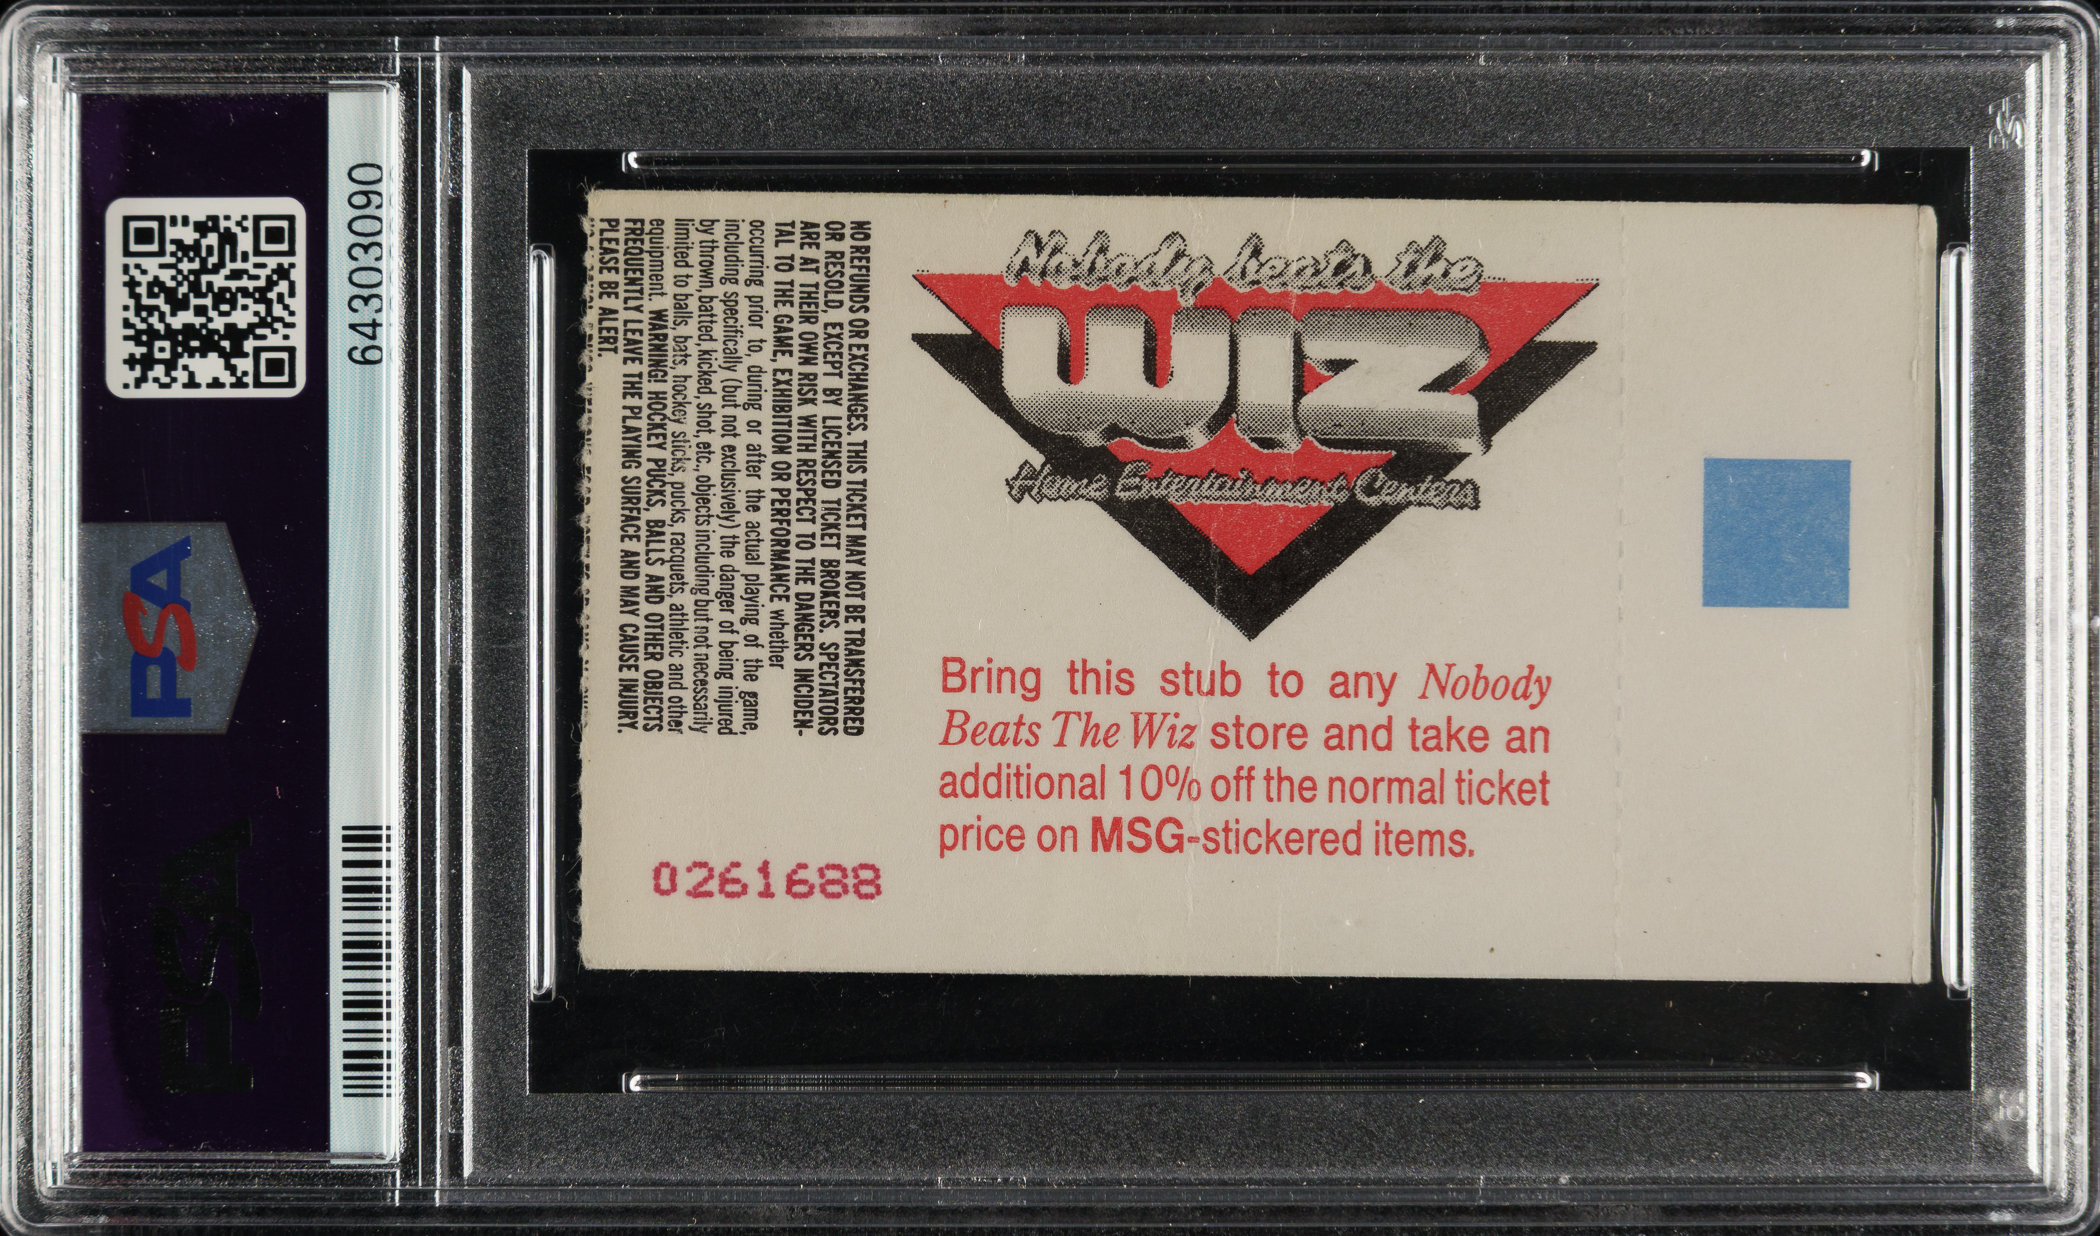 64303090
PSA
NO REFUNDS OR EXCHANGES. THIS TICKET MAY NOT BE TRANSFERRED
OR RESOLD, EXCEPT BY LICENSED TICKET BROKERS. SPECTATORS
ARE AT THEIR OWN RISK WITH RESPECT TO THE DANGERS INCIDEN-
TAL TO THE GAME, EXHIBITION OR PERFORMANCE whether
occurring prior to, during or after the actual playing of the game,
including specifically (but not exclusively) the danger of being injured
by thrown, batted, kicked, shot, etc., objects including but not necessarily
limited to balls, bats, hockey sticks, pucks, racquets, athletic and other
equipment. WARNING! HOCKEY PUCKS, BALLS AND OTHER OBJECTS
FREQUENTLY LEAVE THE PLAYING SURFACE AND MAY CAUSE INJURY.
PLEASE BE ALERT.
0261688
Nobody beats the
WIZ
Home Entertainment Centers
Bring this stub to any Nobody
Beats The Wiz store and take an
additional 10% off the normal ticket
price on MSG-stickered items.
PSA